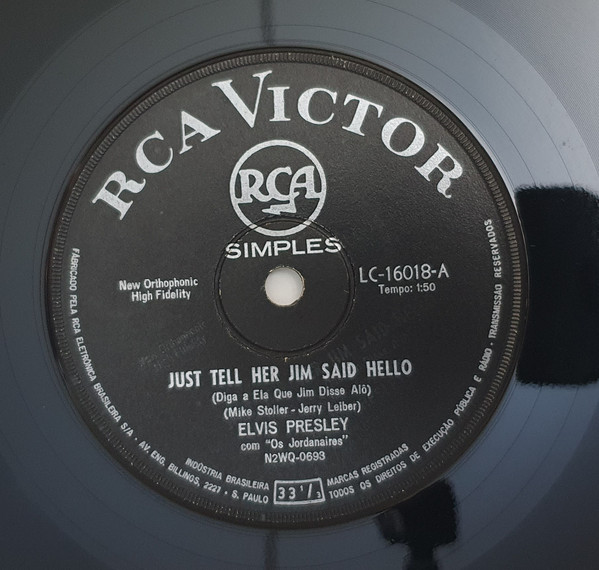 RCA VICTOR
RCA
SIMPLES
New Orthophonic
High Fidelity
LC-16018-A
Tempo: 1:50
JUST TELL HER JIM SAID HELLO
(Diga a Ela Que Jim Disse Alô)
(Mike Stoller - Jerry Leiber)
ELVIS PRESLEY
com "Os Jordanaires"
N2WQ-0693
FABRICADO PELA RCA ELETRÔNICA BRASILEIRA S/A - AV. ENG. BILLINGS, 2227 - S. PAULO
INDÚSTRIA BRASILEIRA
33 1/3
MARCAS REGISTRADAS
TODOS OS DIREITOS DE EXECUÇÃO PÚBLICA E RÁDIO - TRANSMISSÃO RESERVADOS